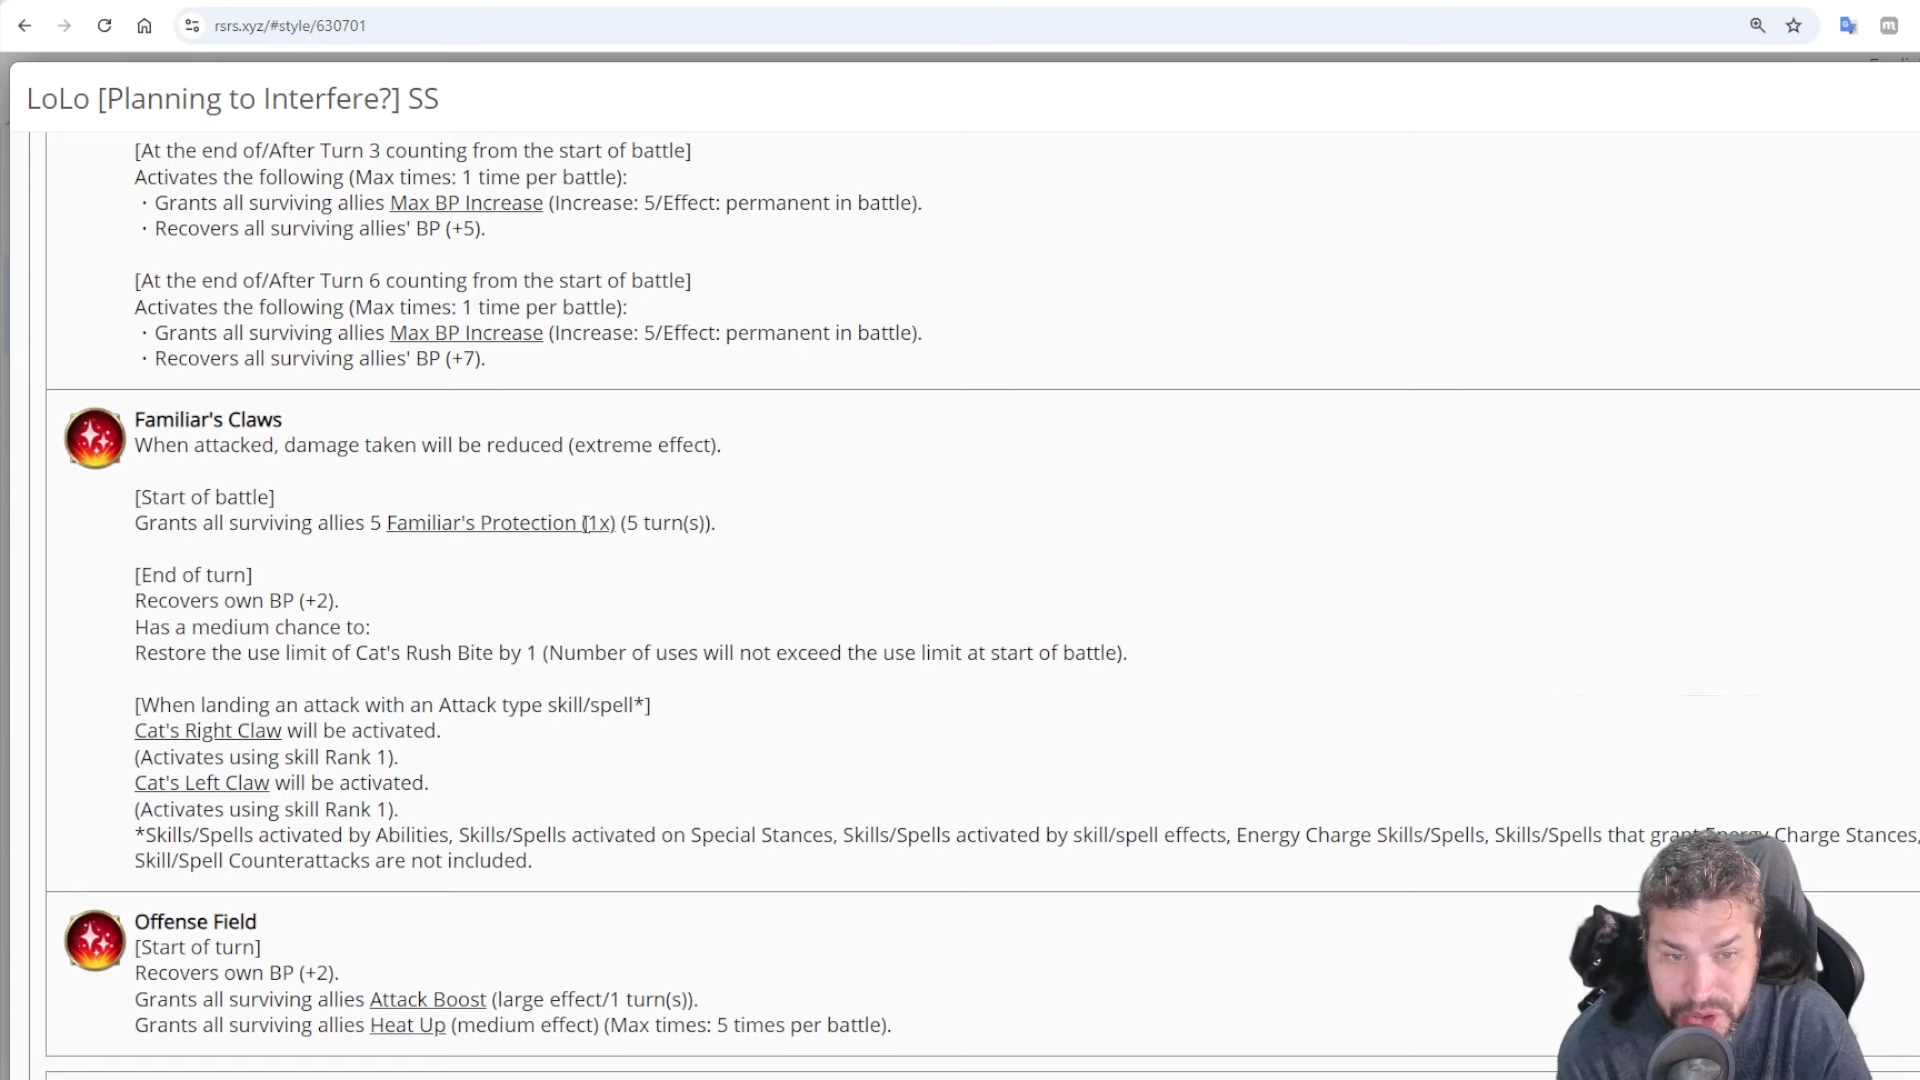 rsrs.xyz/#style/630701
LoLo [Planning to Interfere?] SS
[At the end of/After Turn 3 counting from the start of battle]
Activates the following (Max times: 1 time per battle):
・Grants all surviving allies Max BP Increase (Increase: 5/Effect: permanent in battle).
・Recovers all surviving allies' BP (+5).
[At the end of/After Turn 6 counting from the start of battle]
Activates the following (Max times: 1 time per battle):
・Grants all surviving allies Max BP Increase (Increase: 5/Effect: permanent in battle).
・Recovers all surviving allies' BP (+7).
Familiar's Claws
When attacked, damage taken will be reduced (extreme effect).
[Start of battle]
Grants all surviving allies 5 Familiar's Protection (1x) (5 turn(s)).
[End of turn]
Recovers own BP (+2).
Has a medium chance to:
Restore the use limit of Cat's Rush Bite by 1 (Number of uses will not exceed the use limit at start of battle).
[When landing an attack with an Attack type skill/spell*]
Cat's Right Claw will be activated.
(Activates using skill Rank 1).
Cat's Left Claw will be activated.
(Activates using skill Rank 1).
*Skills/Spells activated by Abilities, Skills/Spells activated on Special Stances, Skills/Spells activated by skill/spell effects, Energy Charge Skills/Spells, Skills/Spells that grant Energy Charge Stances,
Skill/Spell Counterattacks are not included.
Offense Field
[Start of turn]
Recovers own BP (+2).
Grants all surviving allies Attack Boost (large effect/1 turn(s)).
Grants all surviving allies Heat Up (medium effect) (Max times: 5 times per battle).